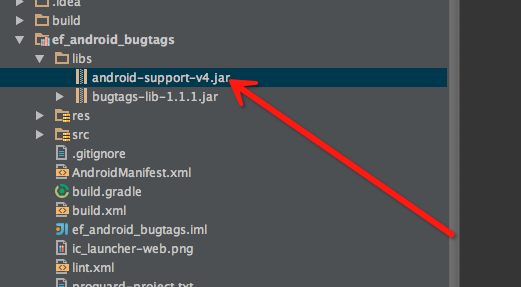 .idea
build
ef_android_bugtags
libs
android-support-v4.jar
bugtags-lib-1.1.1.jar
res
src
.gitignore
AndroidManifest.xml
build.gradle
build.xml
ef_android_bugtags.iml
ic_launcher-web.png
lint.xml
proguard-project.txt